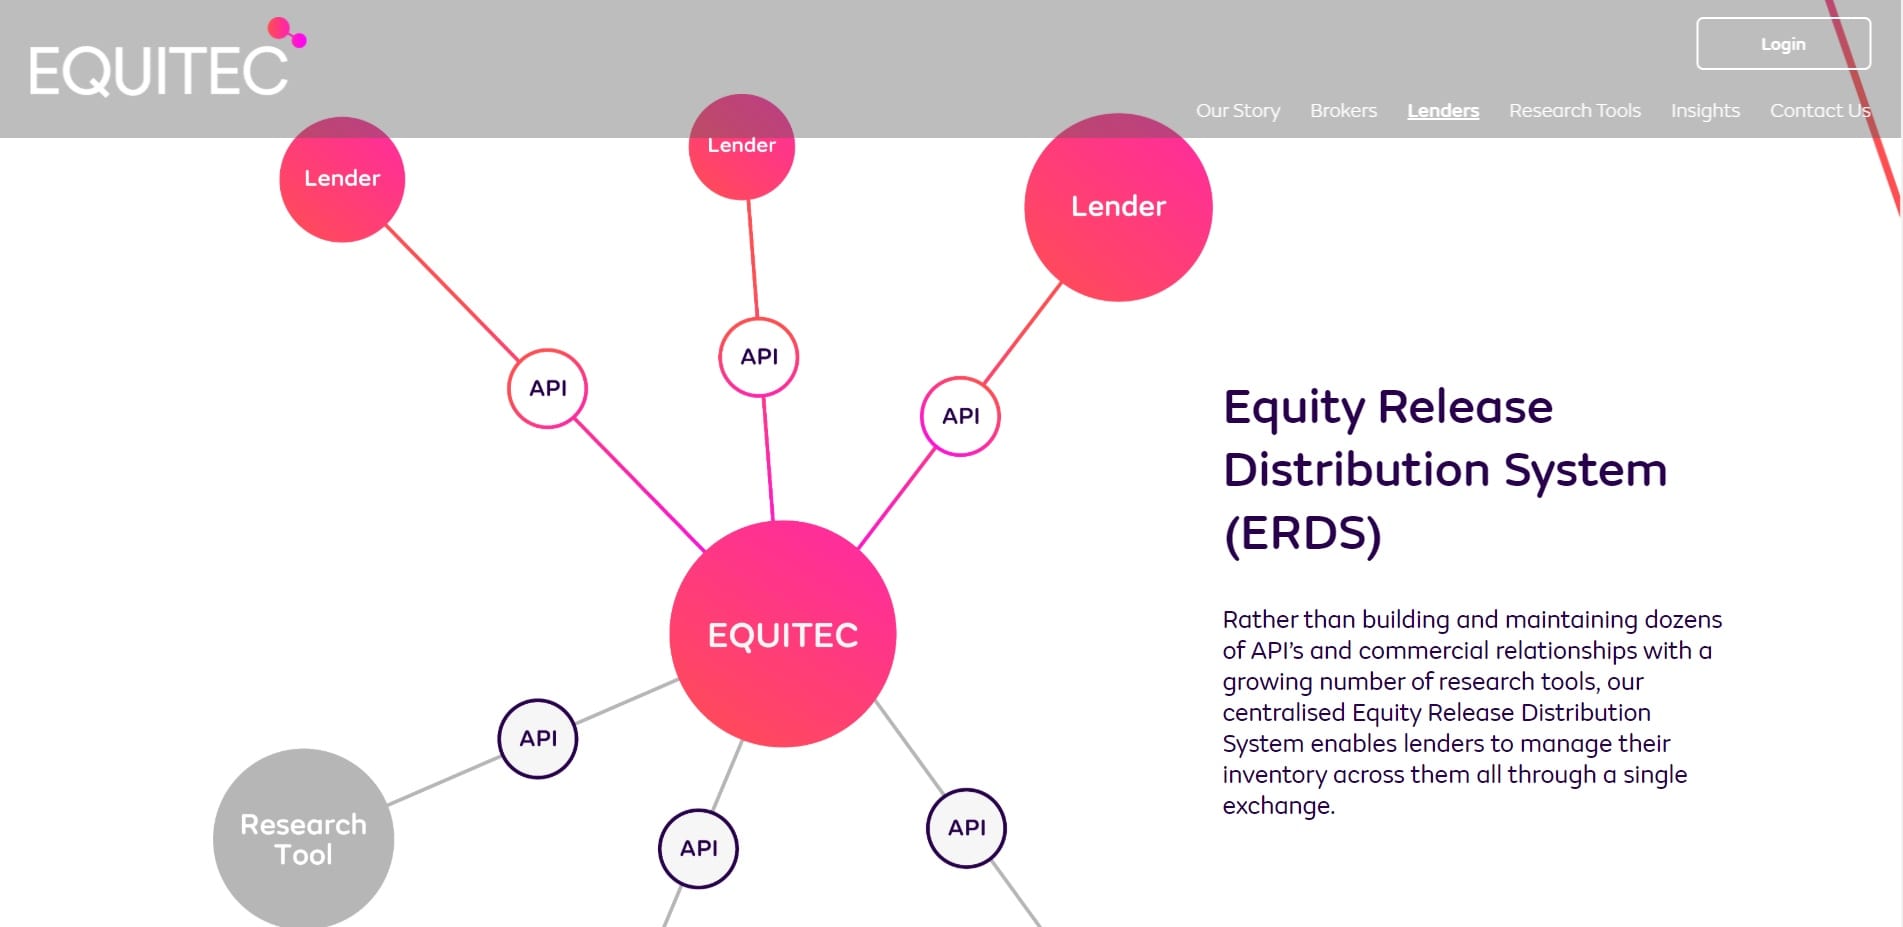 EQUITEC
Login
Our Story Brokers Lenders Research Tools Insights Contact Us
Lender
Lender
Lender
API
API
API
EQUITEC
API
API
API
Research
Tool
Equity Release
Distribution System
(ERDS)
Rather than building and maintaining dozens
of API’s and commercial relationships with a
growing number of research tools, our
centralised Equity Release Distribution
System enables lenders to manage their
inventory across them all through a single
exchange.